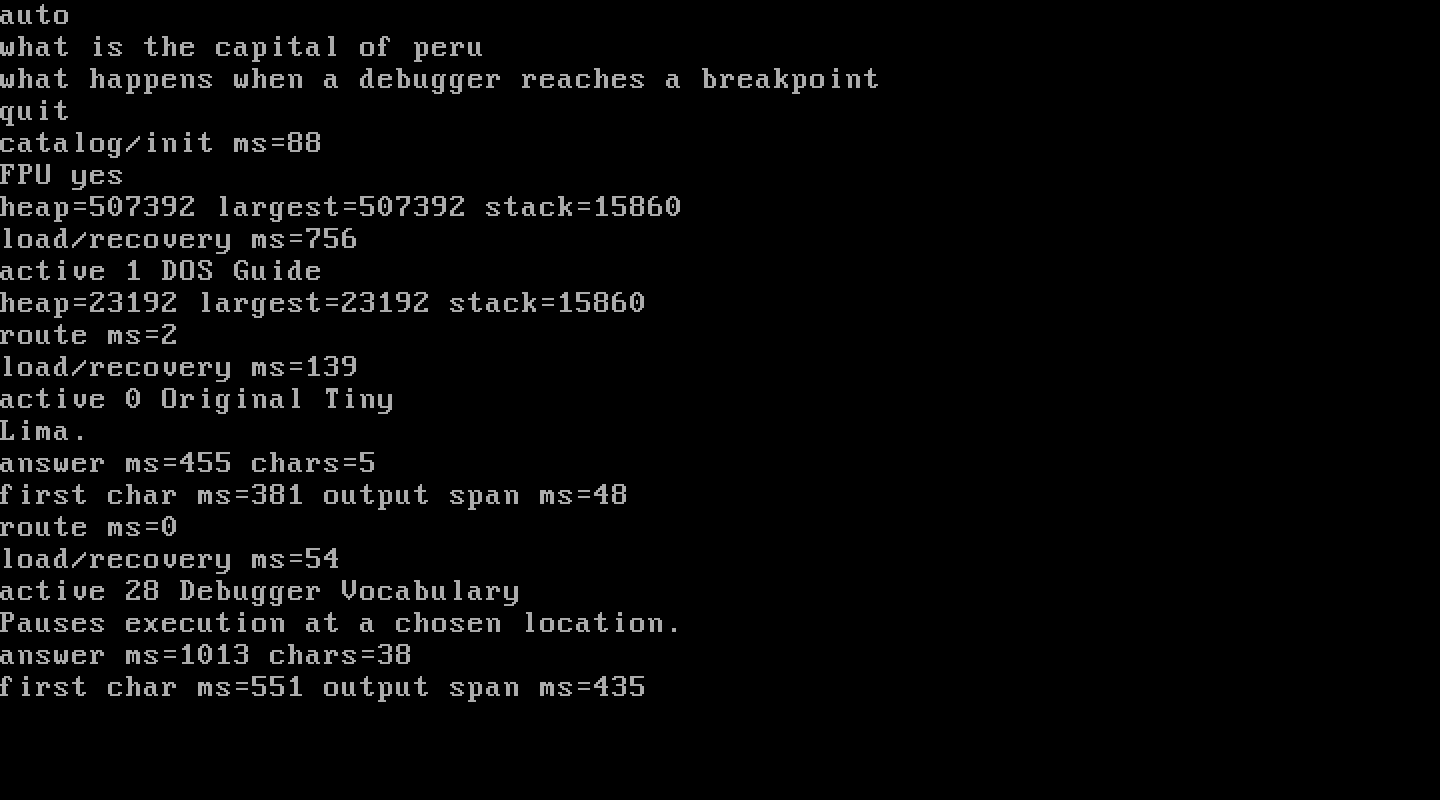 auto
what is the capital of peru
what happens when a debugger reaches a breakpoint
quit
catalog/init ms=88
FPU yes
heap=507392 largest=507392 stack=15860
load/recovery ms=756
active 1 DOS Guide
heap=23192 largest=23192 stack=15860
route ms=2
load/recovery ms=139
active 0 Original Tiny
Lima.
answer ms=455 chars=5
first char ms=381 output span ms=48
route ms=0
load/recovery ms=54
active 28 Debugger Vocabulary
Pauses execution at a chosen location.
answer ms=1013 chars=38
first char ms=551 output span ms=435